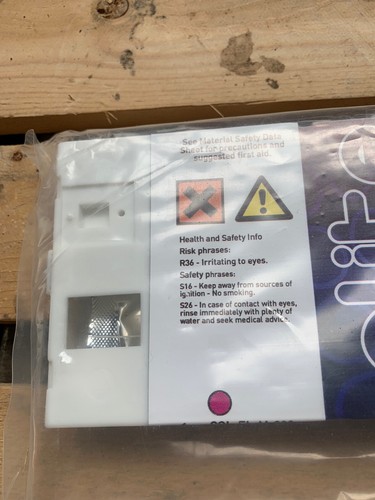 See Material Safety Data
Sheet for precautions and
suggested first aid.
Health and Safety Info
Risk phrases:
R36 - Irritating to eyes.
Safety phrases:
S16 - Keep away from sources of
ignition - No smoking.
S26 - In case of contact with eyes,
rinse immediately with plenty of
water and seek medical advice.